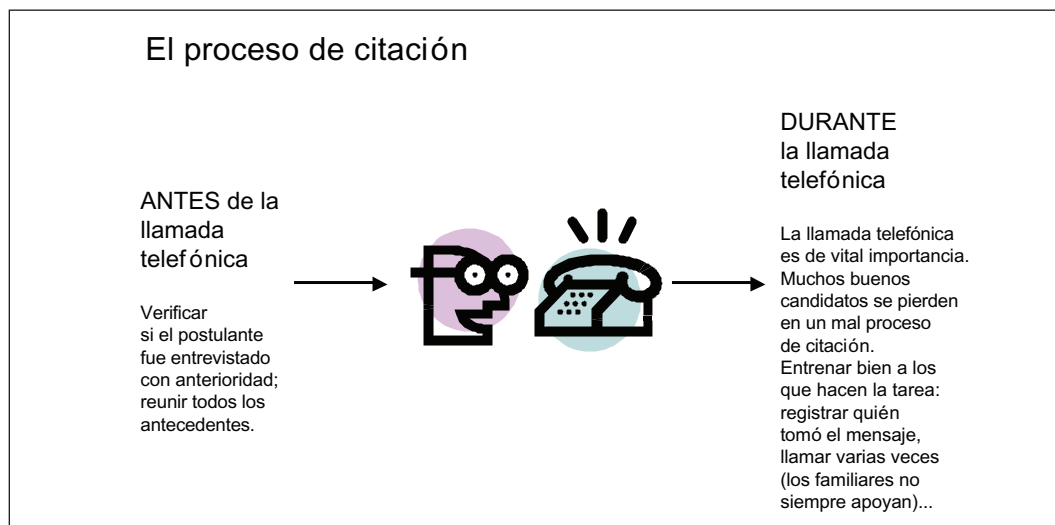 El proceso de citación
ANTES de la
llamada
telefónica
Verificar
si el postulante
fue entrevistado
con anterioridad;
reunir todos los
antecedentes.
DURANTE
la llamada
telefónica
La llamada telefónica
es de vital importancia.
Muchos buenos
candidatos se pierden
en un mal proceso
de citación.
Entrenar bien a los
que hacen la tarea:
registrar quién
tomó el mensaje,
llamar varias veces
(los familiares no
siempre apoyan)...